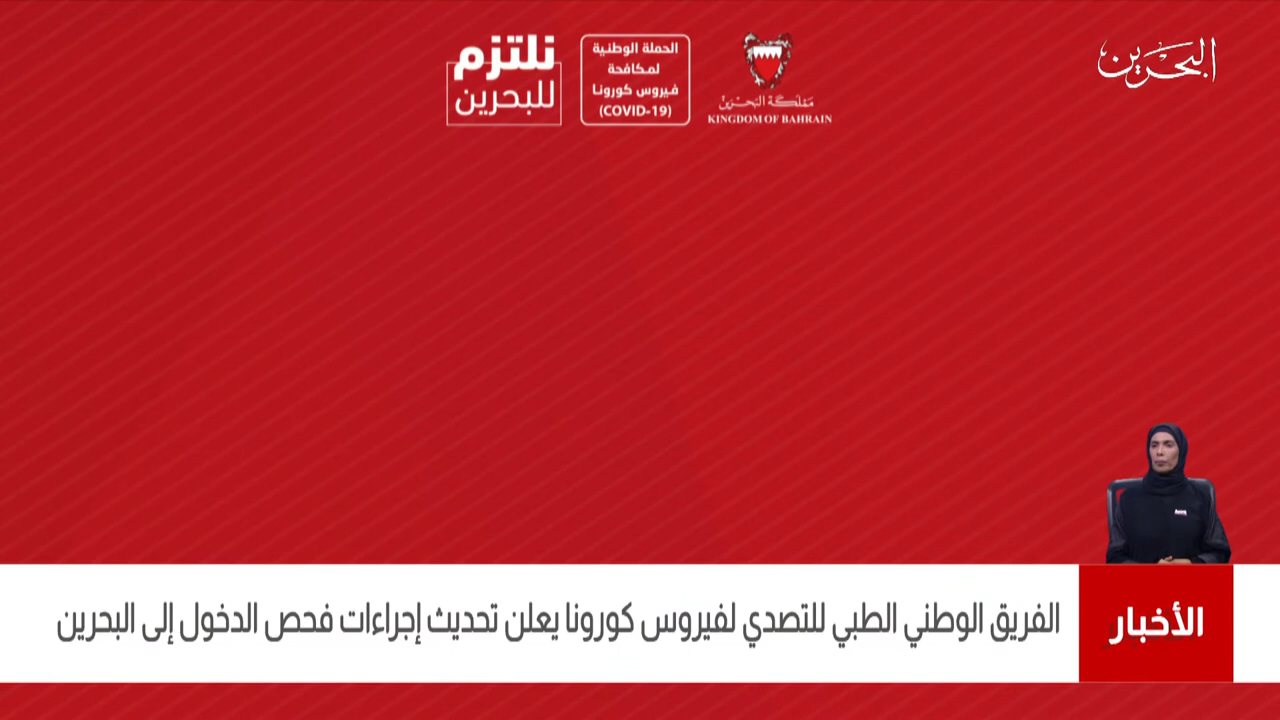 البحرين
مملكة البحرين
KINGDOM OF BAHRAIN
الحملة الوطنية
لمكافحة
فيروس كورونا
(COVID-19)
نلتزم
للبحرين
الأخبار
الفريق الوطني الطبي للتصدي لفيروس كورونا يعلن تحديث إجراءات فحص الدخول إلى البحرين